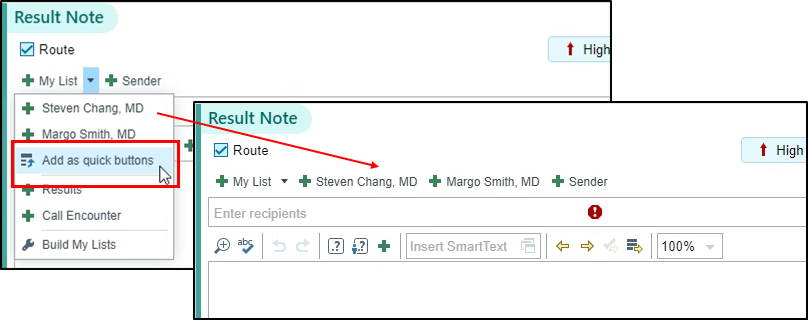 Result Note
Route
High
My List
Sender
Steven Chang, MD
Margo Smith, MD
Add as quick buttons
Results
Call Encounter
Build My Lists
Result Note
Route
High
My List Steven Chang, MD Margo Smith, MD Sender
Enter recipients
abc ? ? Insert SmartText 100%